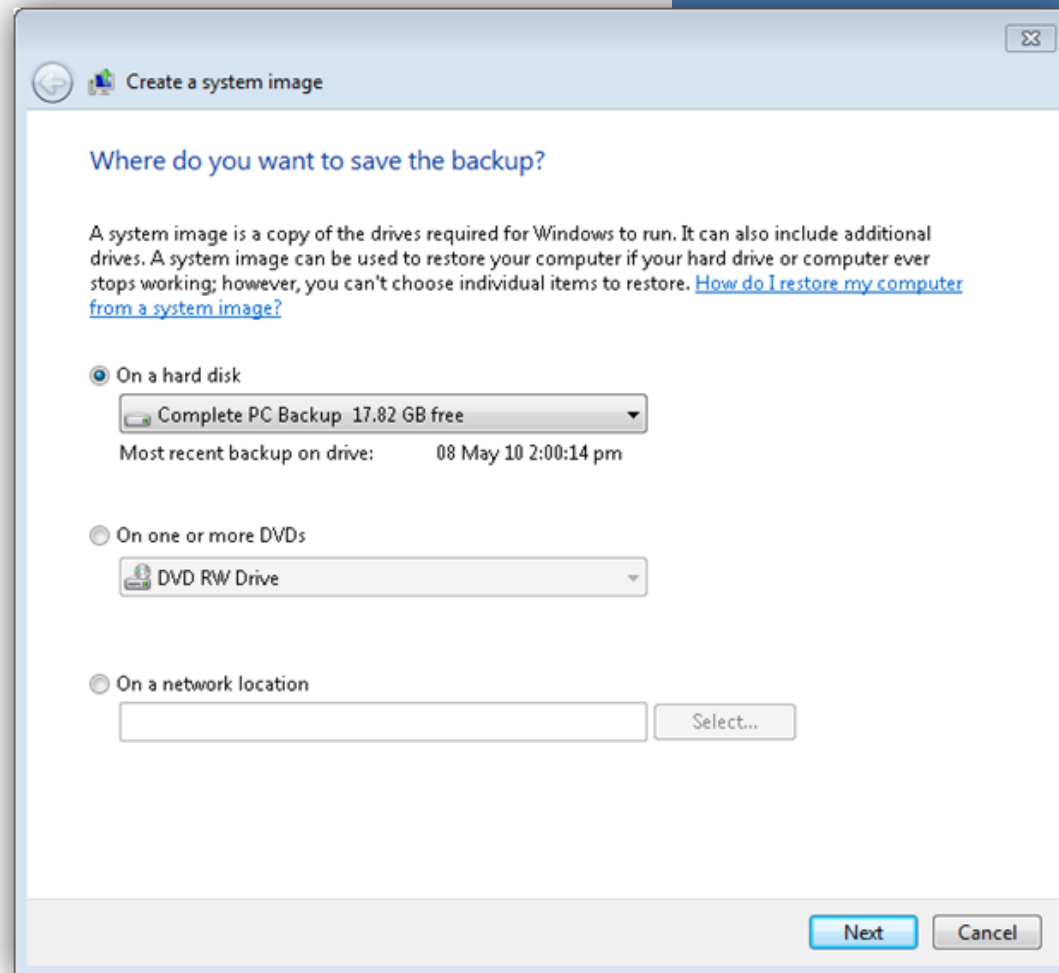 Create a system image
Where do you want to save the backup?
A system image is a copy of the drives required for Windows to run. It can also include additional
drives. A system image can be used to restore your computer if your hard drive or computer ever
stops working; however, you can't choose individual items to restore. How do I restore my computer
from a system image?
On a hard disk
Complete PC Backup 17.82 GB free
Most recent backup on drive: 08 May 10 2:00:14 pm
On one or more DVDs
DVD RW Drive
On a network location
Select...
Next Cancel